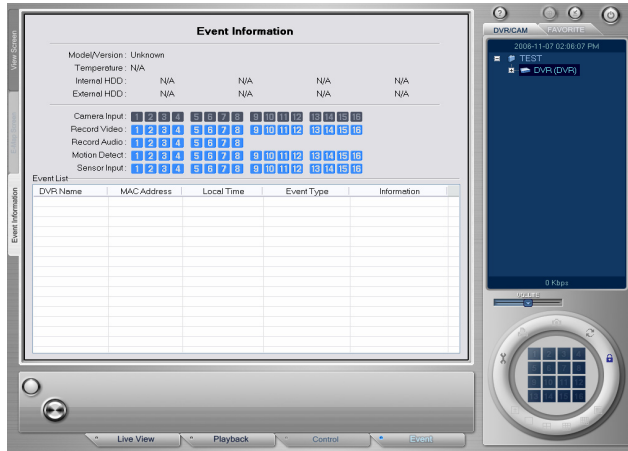 Event Information
Model/Version : Unknown
Temperature : N/A
Internal HDD : N/A N/A N/A N/A
External HDD : N/A N/A N/A N/A
Camera Input : 1 2 3 4 5 6 7 8 9 10 11 12 13 14 15 16
Record Video : 1 2 3 4 5 6 7 8 9 10 11 12 13 14 15 16
Record Audio : 1 2 3 4 5 6 7 8
Motion Detect : 1 2 3 4 5 6 7 8 9 10 11 12 13 14 15 16
Sensor Input : 1 2 3 4 5 6 7 8 9 10 11 12 13 14 15 16
Event List
DVR Name MAC Address Local Time Event Type Information
View Screen
Event Information
DVR/CAM FAVORITE
2006-11-07 02:06:07 PM
TEST
DVR (DVR)
0 Kbps
Live View Playback Control Event